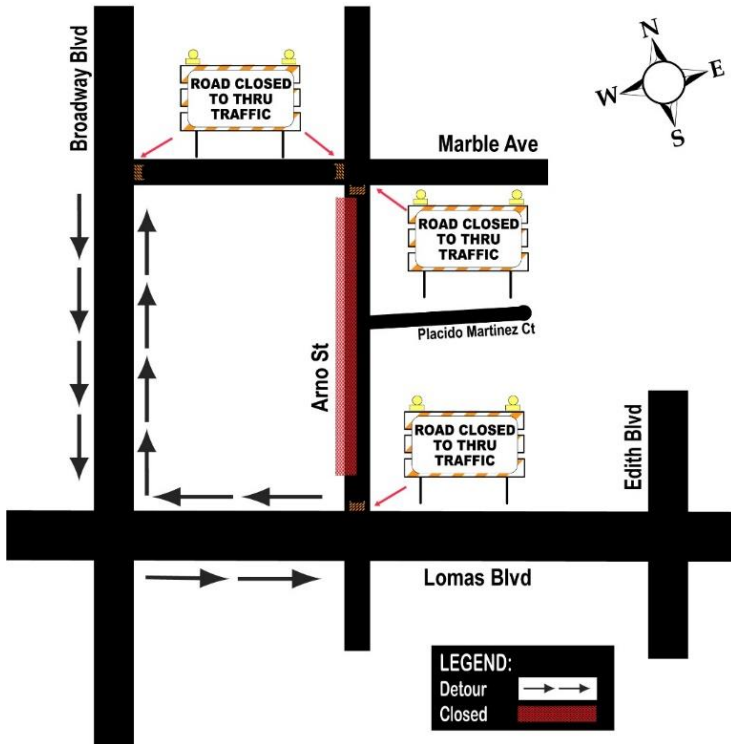 Broadway Blvd
ROAD CLOSED
TO THRU
TRAFFIC
N
E
W
S
Marble Ave
ROAD CLOSED
TO THRU
TRAFFIC
Placido Martinez Ct
Arno St
ROAD CLOSED
TO THRU
TRAFFIC
Edith Blvd
Lomas Blvd
LEGEND:
Detour
Closed